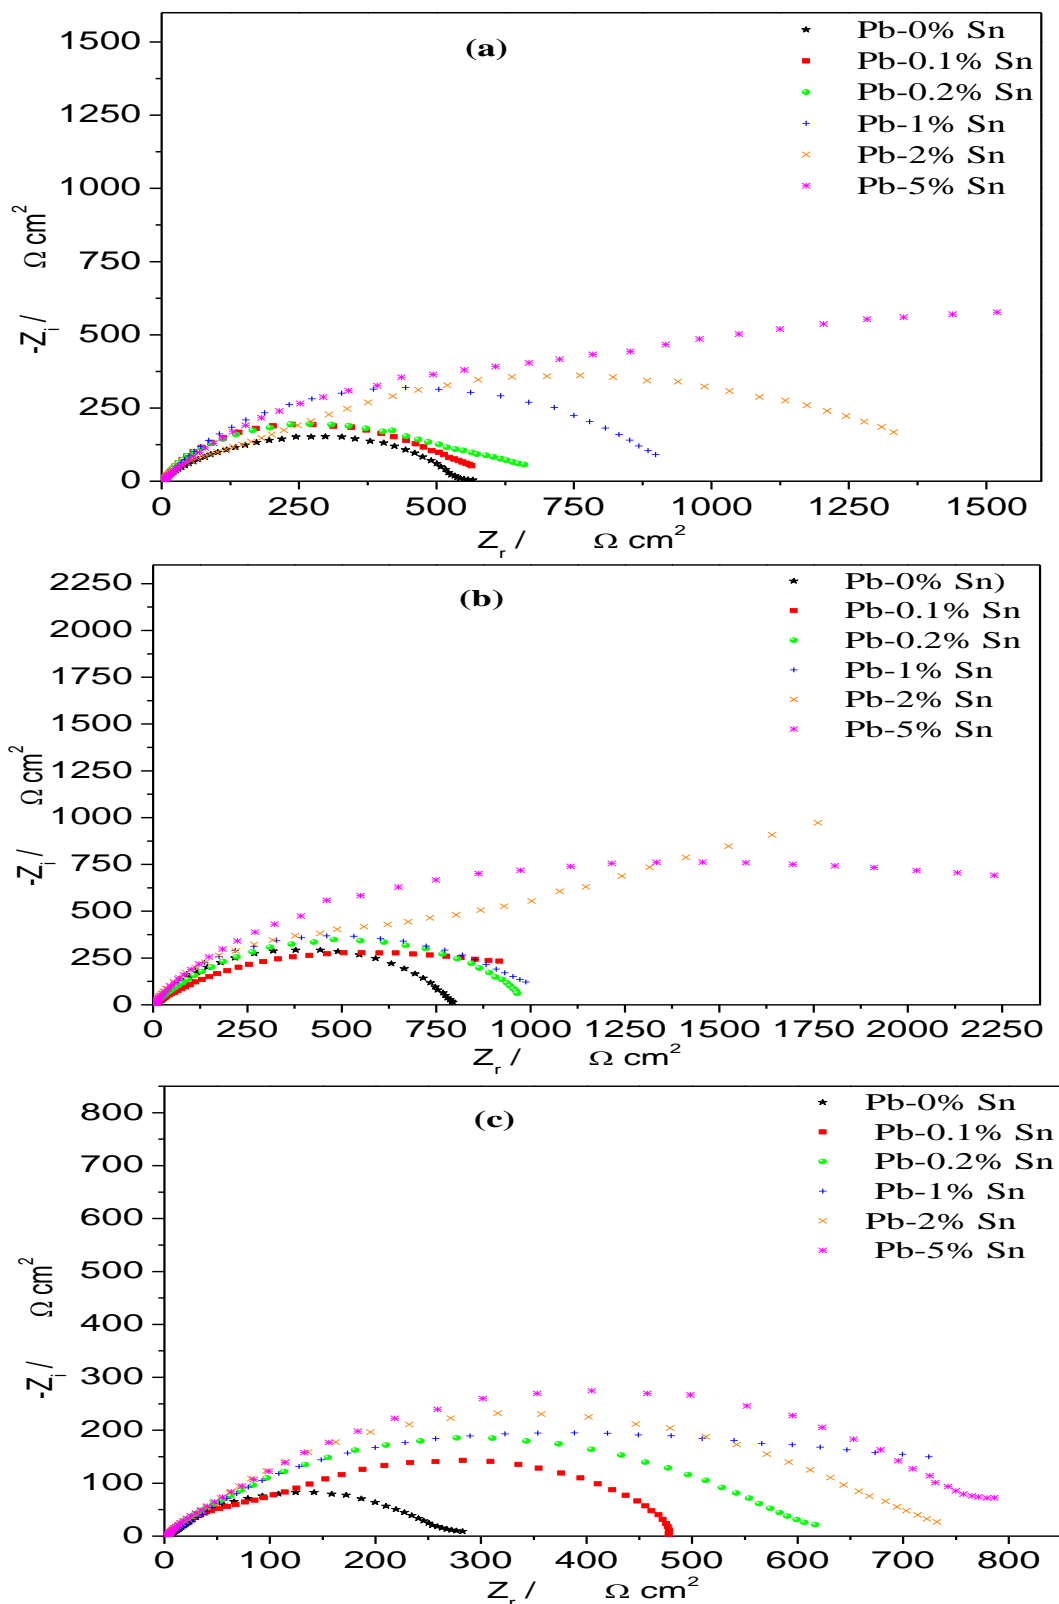 (a)
Pb-0% Sn
Pb-0.1% Sn
Pb-0.2% Sn
Pb-1% Sn
Pb-2% Sn
Pb-5% Sn
1500
1250
1000
750
500
250
0
-Zi/ Ω cm2
0 250 500 750 1000 1250 1500
Zr / Ω cm2
(b)
Pb-0% Sn)
Pb-0.1% Sn
Pb-0.2% Sn
Pb-1% Sn
Pb-2% Sn
Pb-5% Sn
2250
2000
1750
1500
1250
1000
750
500
250
0
-Zi/ Ω cm2
0 250 500 750 1000 1250 1500 1750 2000 2250
Zr / Ω cm2
(c)
Pb-0% Sn
Pb-0.1% Sn
Pb-0.2% Sn
Pb-1% Sn
Pb-2% Sn
Pb-5% Sn
800
700
600
500
400
300
200
100
0
-Zi/ Ω cm2
0 100 200 300 400 500 600 700 800
Zr / Ω cm2